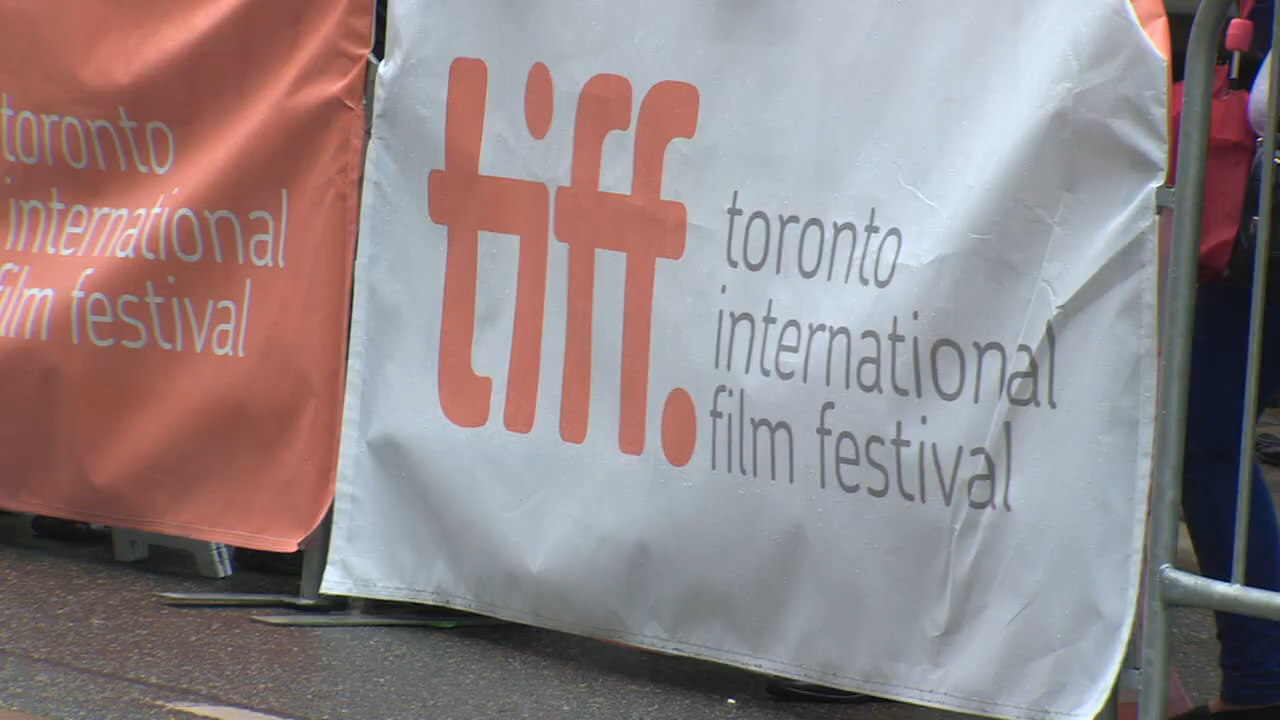 toronto
international
film festival
tiff.
toronto
international
film festival